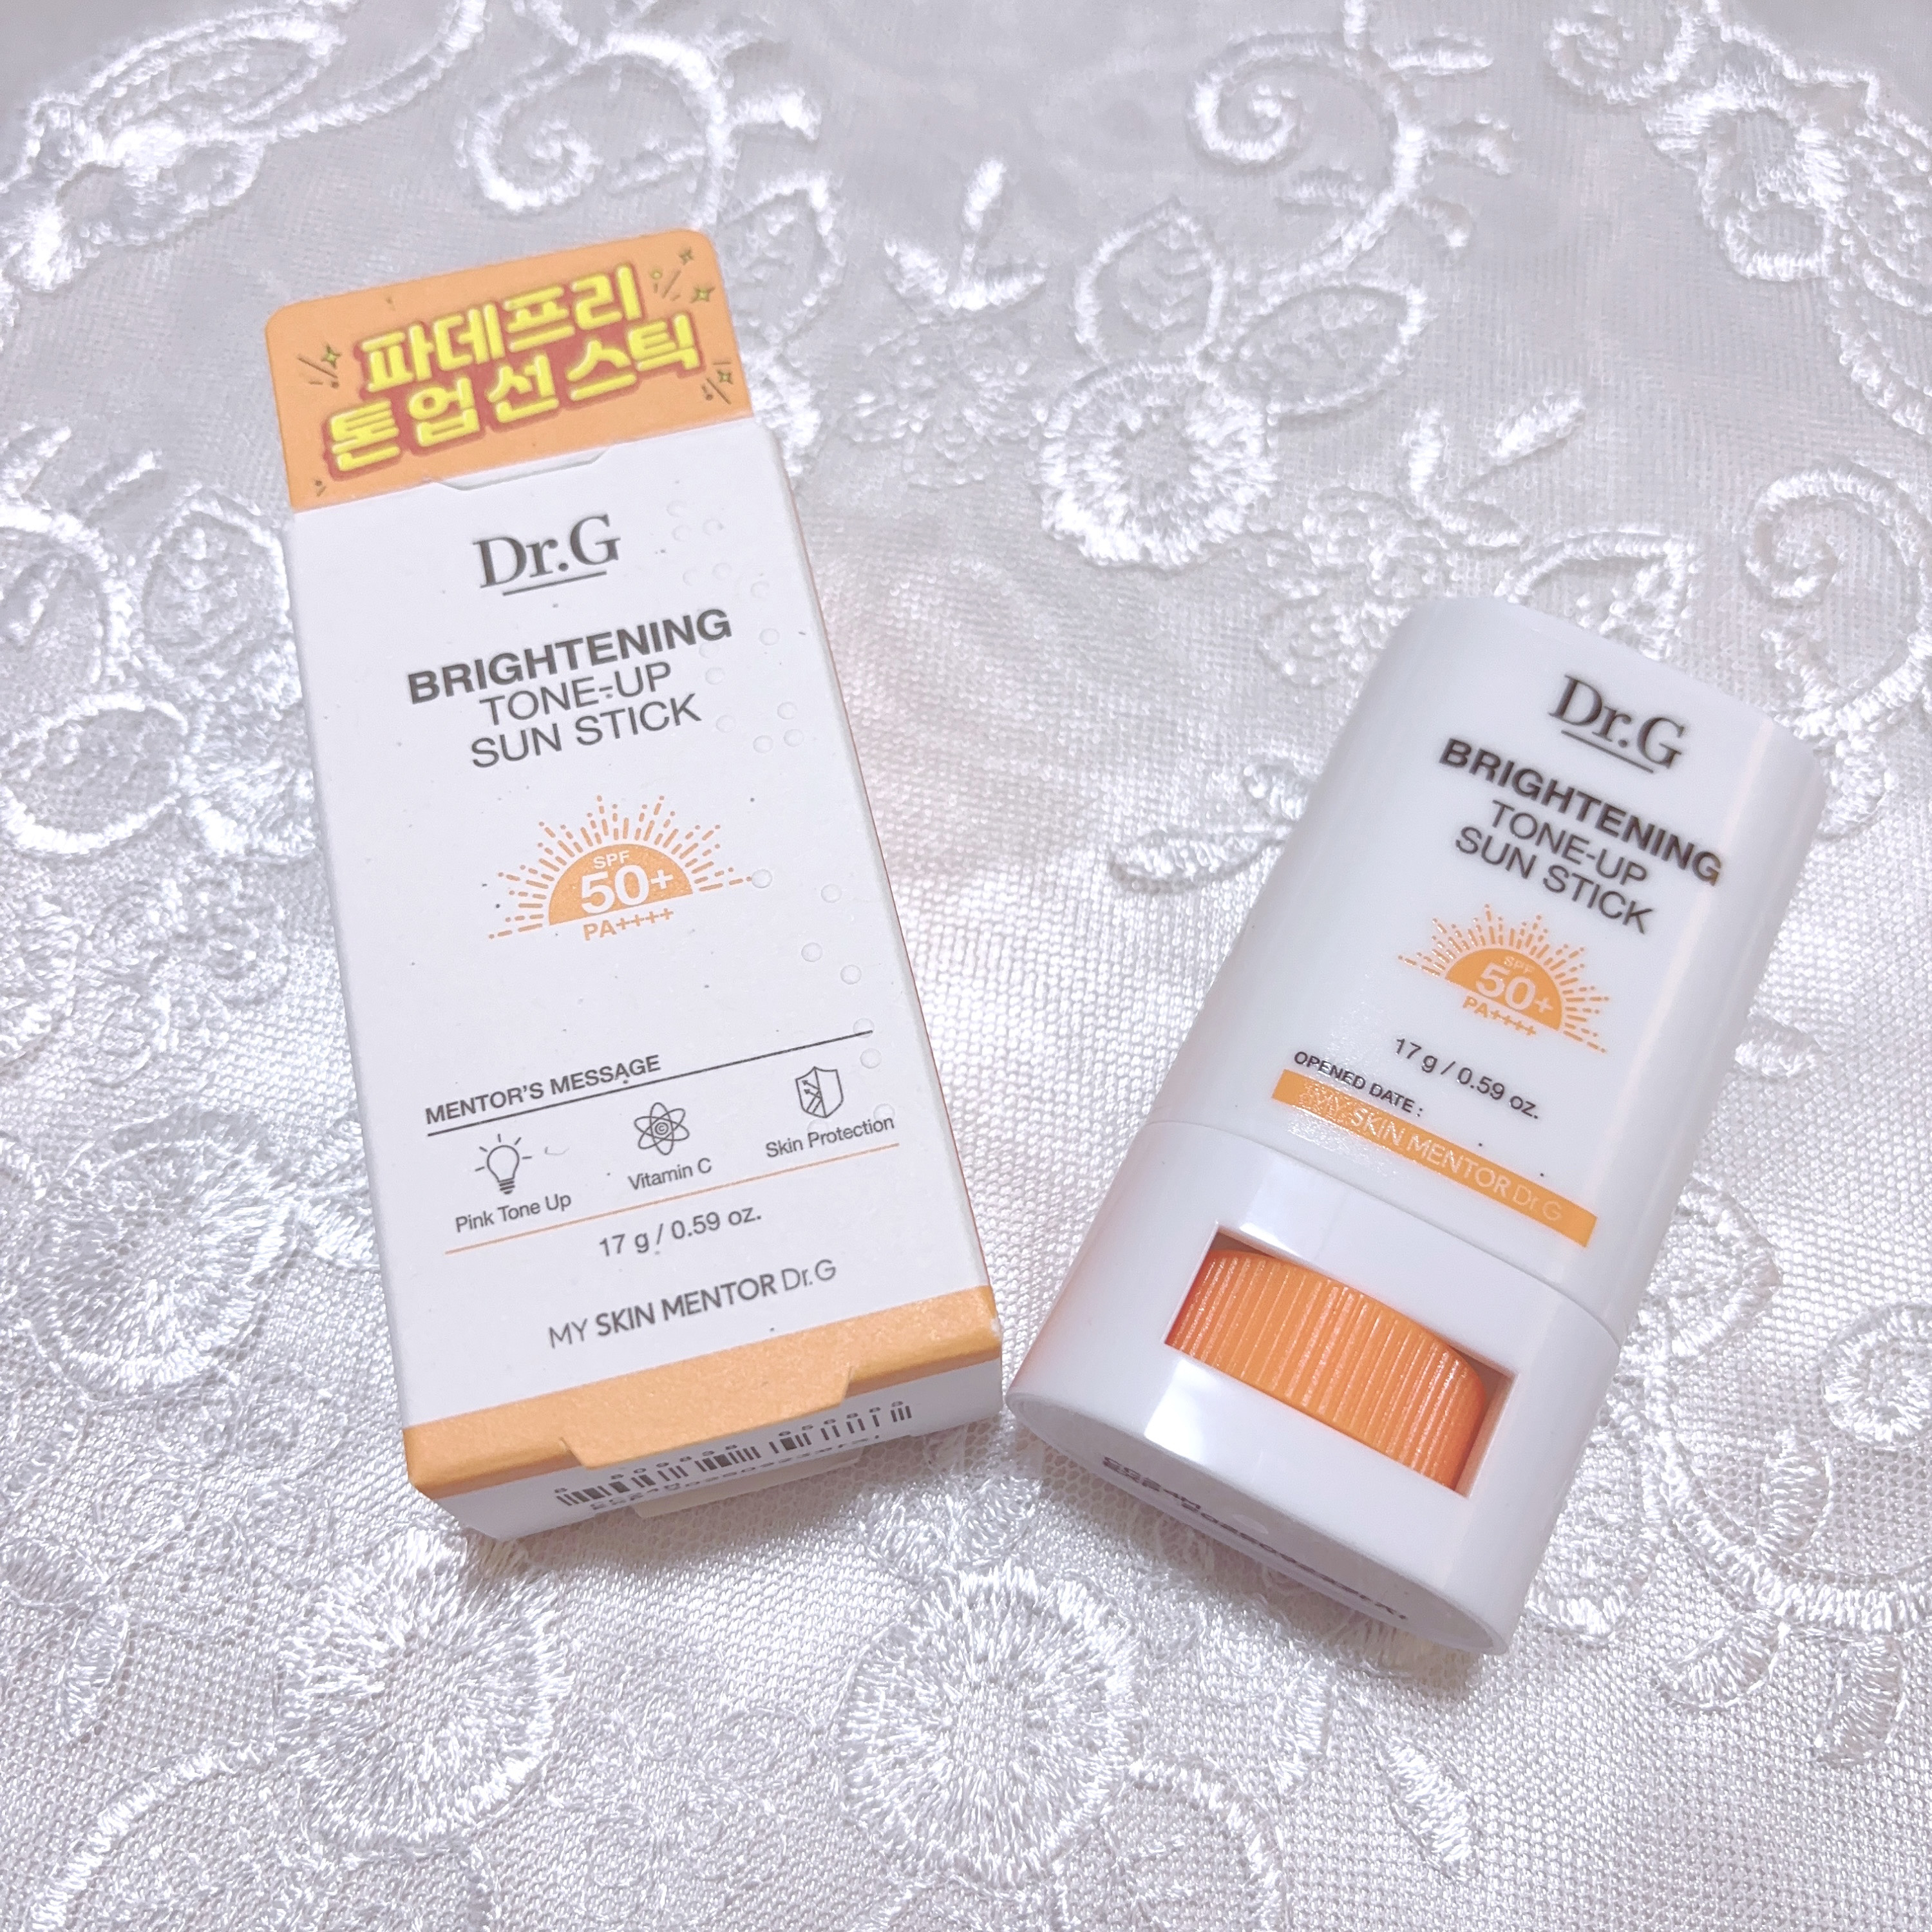 파데프리
톤 업 선 스틱
Dr.G
BRIGHTENING
TONE-UP
SUN STICK
SPF
50+
PA++++
MENTOR'S MESSAGE
Pink Tone Up
Vitamin C
Skin Protection
17 g / 0.59 oz.
MY SKIN MENTOR Dr.G
Dr.G
BRIGHTENING
TONE-UP
SUN STICK
SPF
50+
PA++++
17 g / 0.59 oz.
OPENED DATE :
MY SKIN MENTOR Dr.G